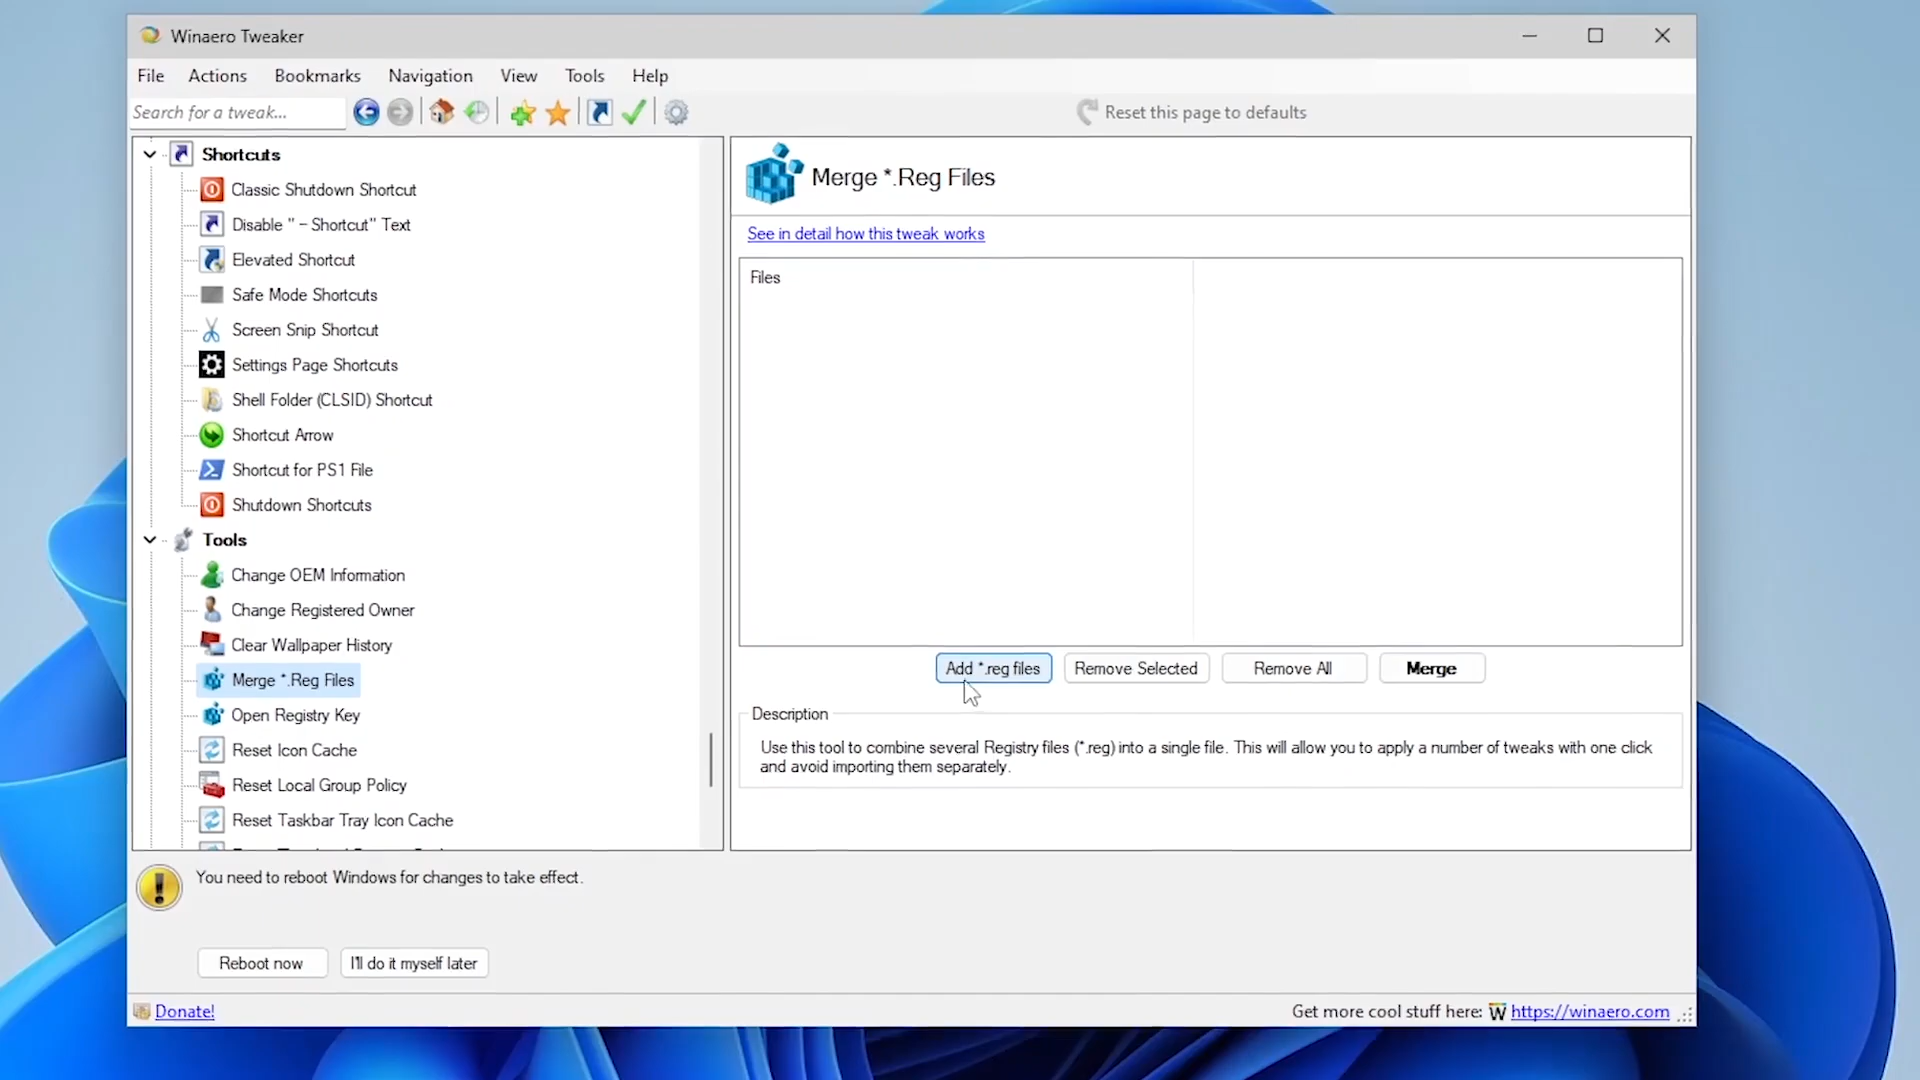 Winaero Tweaker
File Actions Bookmarks Navigation View Tools Help
Search for a tweak...
Reset this page to defaults
Shortcuts
Classic Shutdown Shortcut
Disable " – Shortcut" Text
Elevated Shortcut
Safe Mode Shortcuts
Screen Snip Shortcut
Settings Page Shortcuts
Shell Folder (CLSID) Shortcut
Shortcut Arrow
Shortcut for PS1 File
Shutdown Shortcuts
Tools
Change OEM Information
Change Registered Owner
Clear Wallpaper History
Merge *.Reg Files
Open Registry Key
Reset Icon Cache
Reset Local Group Policy
Reset Taskbar Tray Icon Cache
Merge *.Reg Files
See in detail how this tweak works
Files
Add *.reg files
Remove Selected
Remove All
Merge
Description
Use this tool to combine several Registry files (*.reg) into a single file. This will allow you to apply a number of tweaks with one click
and avoid importing them separately.
You need to reboot Windows for changes to take effect.
Reboot now
I'll do it myself later
Donate!
Get more cool stuff here: W https://winaero.com